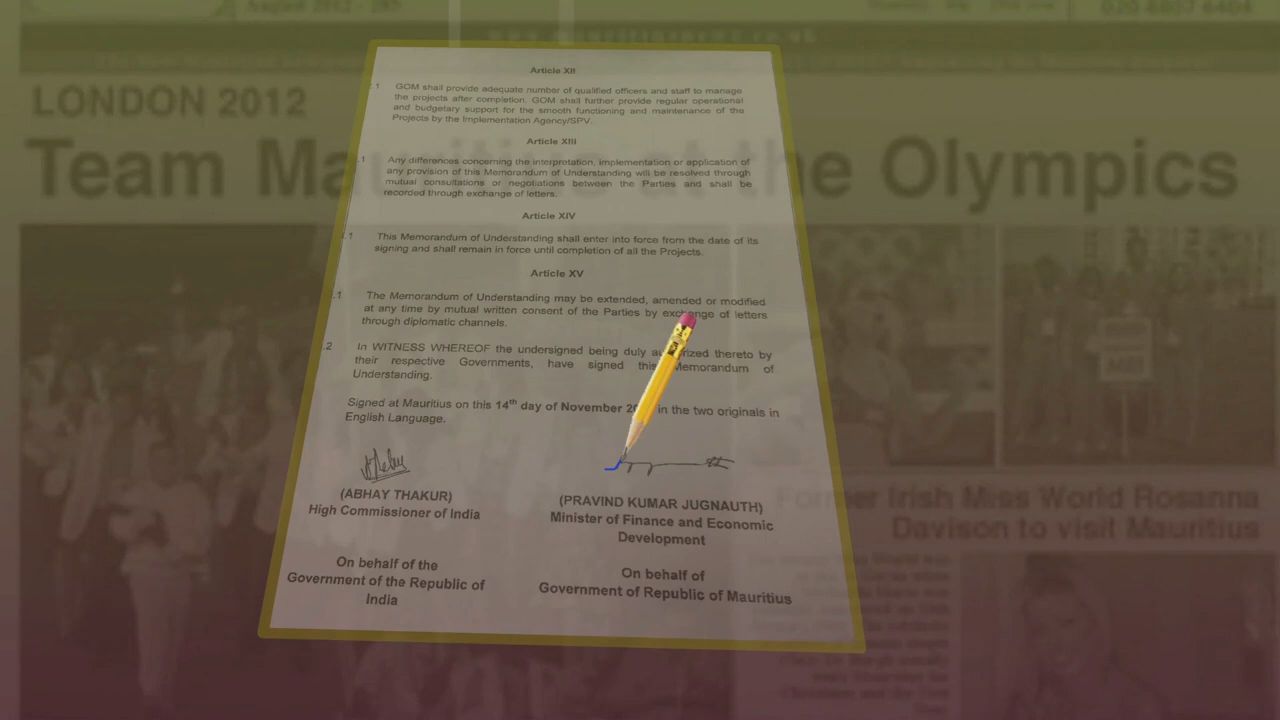 August 2012 - 285
020 8807 6404
LONDON 2012
Team at the Olympics
Former Irish Miss World Rosanna
Davison to visit Mauritius
Article XII
GOM shall provide adequate number of qualified officers and staff to manage
the projects after completion. GOM shall further provide regular operational
and budgetary support for the smooth functioning and maintenance of the
Projects by the Implementation Agency/SPV.
Article XIII
.1 Any differences concerning the interpretation, implementation or application of
any provision of this Memorandum of Understanding will be resolved through
mutual consultations or negotiations between the Parties and shall be
recorded through exchange of letters.
Article XIV
.1 This Memorandum of Understanding shall enter into force from the date of its
signing and shall remain in force until completion of all the Projects.
Article XV
.1 The Memorandum of Understanding may be extended, amended or modified
at any time by mutual written consent of the Parties by exchange of letters
through diplomatic channels.
.2 In WITNESS WHEREOF the undersigned being duly thereto by
their respective Governments, have signed this Memorandum of
Understanding.
Signed at Mauritius on this 14th day of November in the two originals in
English Language.
(ABHAY THAKUR)
High Commissioner of India
On behalf of the
Government of the Republic of
India
(PRAVIND KUMAR JUGNAUTH)
Minister of Finance and Economic
Development
On behalf of
Government of Republic of Mauritius